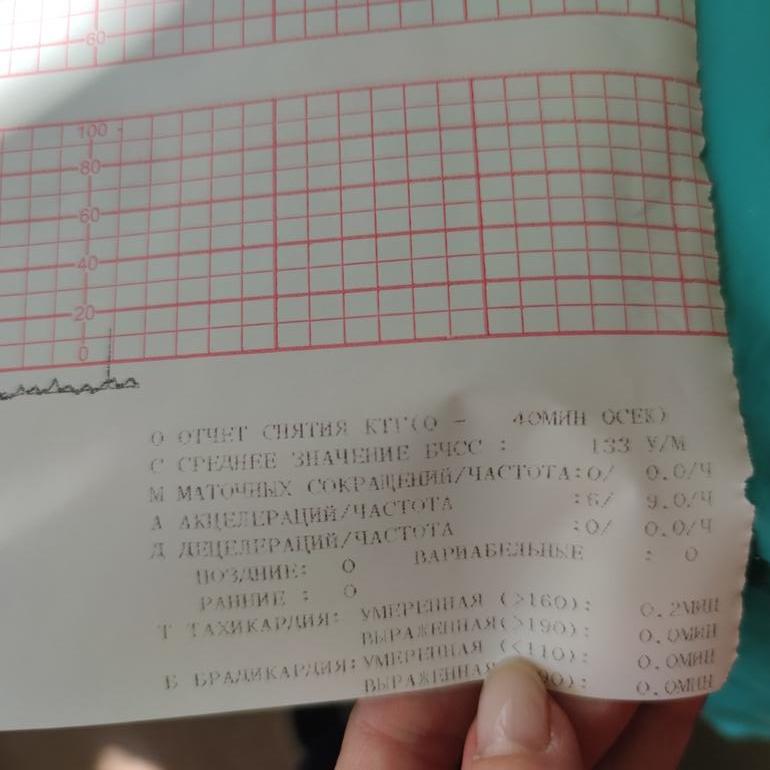 60
100
80
60
40
20
0
О ОТЧЕТ СНЯТИЯ КТГ(0 - 40МИН 0СЕК)
С СРЕДНЕЕ ЗНАЧЕНИЕ БЧСС : 133 У/М
М МАТОЧНЫХ СОКРАЩЕНИЙ/ЧАСТОТА:0/ 0.0/Ч
А АКЦЕЛЕРАЦИЙ/ЧАСТОТА :6/ 9.0/Ч
Д ДЕЦЕЛЕРАЦИЙ/ЧАСТОТА :0/ 0.0/Ч
ПОЗДНИЕ: 0 ВАРИАБЕЛЬНЫЕ : 0
РАННИЕ : 0
Т ТАХИКАРДИЯ: УМЕРЕННАЯ (>160): 0.2МИН
ВЫРАЖЕННАЯ(>190): 0.0МИН
Б БРАДИКАРДИЯ: УМЕРЕННАЯ (<110): 0.0МИН
ВЫРАЖЕННАЯ 90): 0.0МИН